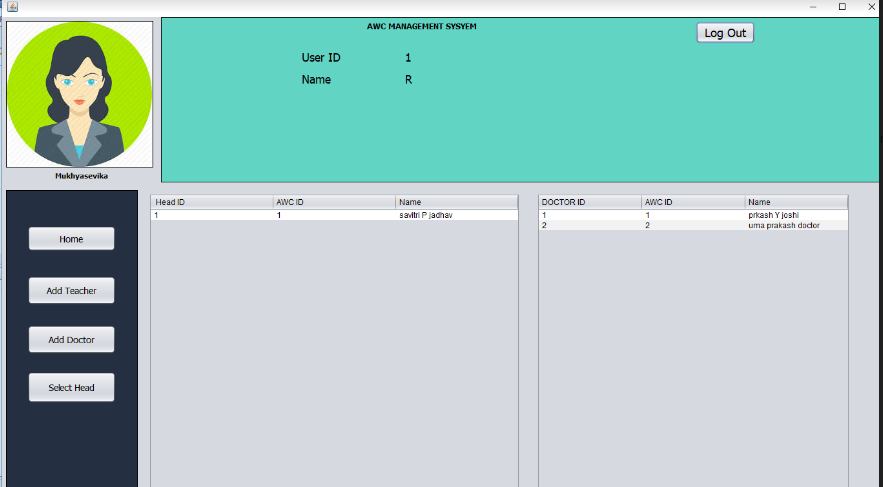 AWC MANAGEMENT SYSYEM
Log Out
User ID 1
Name R
Mukhyasevika
Home
Add Teacher
Add Doctor
Select Head
Head ID AWC ID Name
1 1 savitri P jadhav
DOCTOR ID AWC ID Name
1 1 prkash Y joshi
2 2 uma prakash doctor